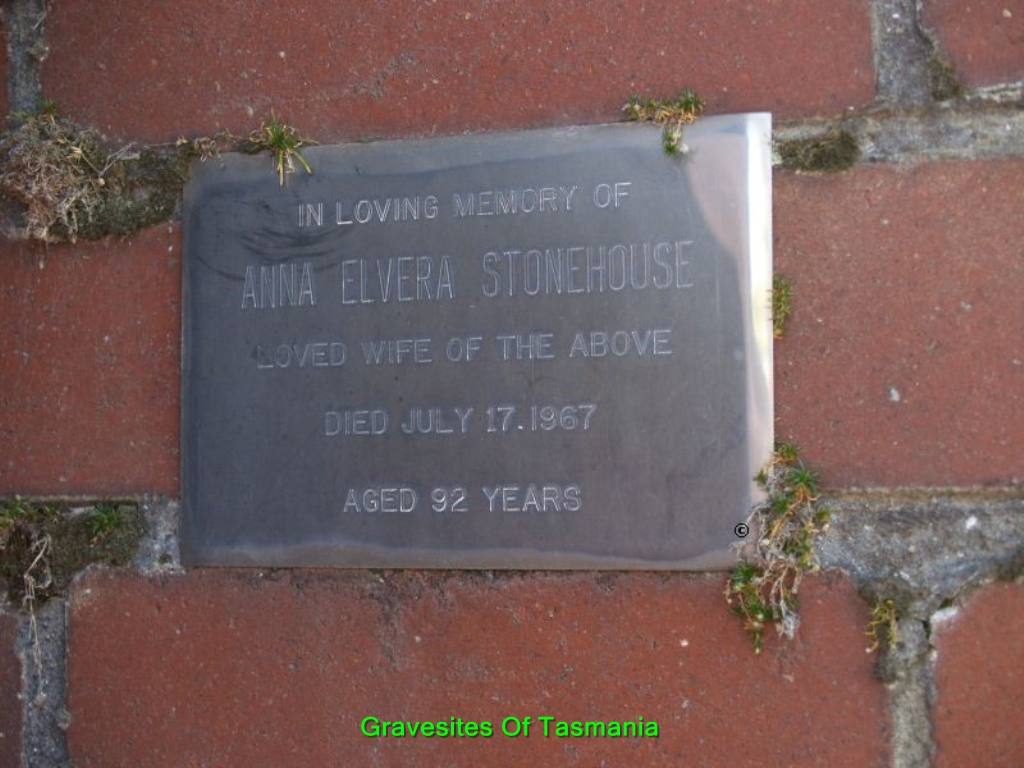 IN LOVING MEMORY OF
ANNA ELVERA STONEHOUSE
LOVED WIFE OF THE ABOVE
DIED JULY 17.1967
AGED 92 YEARS
©
Gravesites Of Tasmania